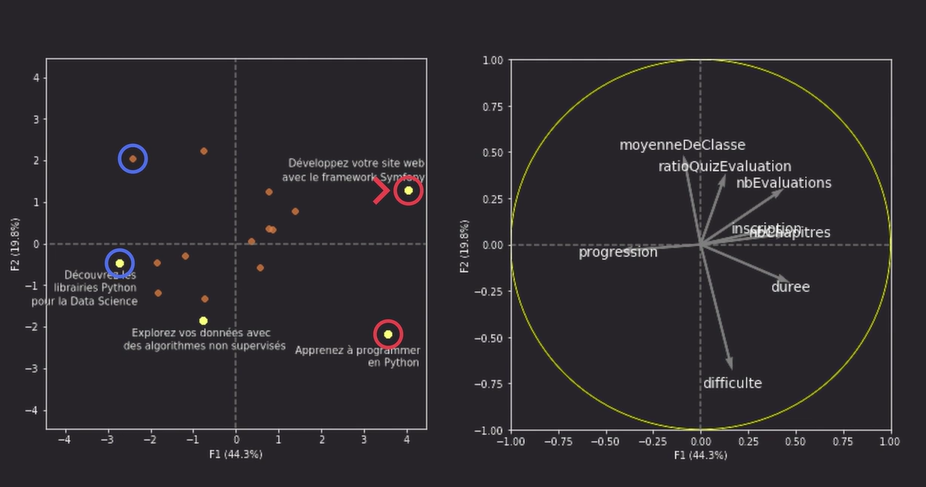 4
3
2
1
0
−1
−2
−3
−4
−4
−3
−2
−1
0
1
2
3
4
F2 (19.8%)
F1 (44.3%)
Développez votre site web
avec le framework Symfony
Découvrez les
librairies Python
pour la Data Science
Explorez vos données avec
des algorithmes non supervisés
Apprenez à programmer
en Python
1.00
0.75
0.50
0.25
0.00
−0.25
−0.50
−0.75
−1.00
−1.00
−0.75
−0.50
−0.25
0.00
0.25
0.50
0.75
1.00
F2 (19.8%)
F1 (44.3%)
moyenneDeClasse
ratioQuizEvaluation
nbEvaluations
inscription
nbChapitres
progression
duree
difficulte